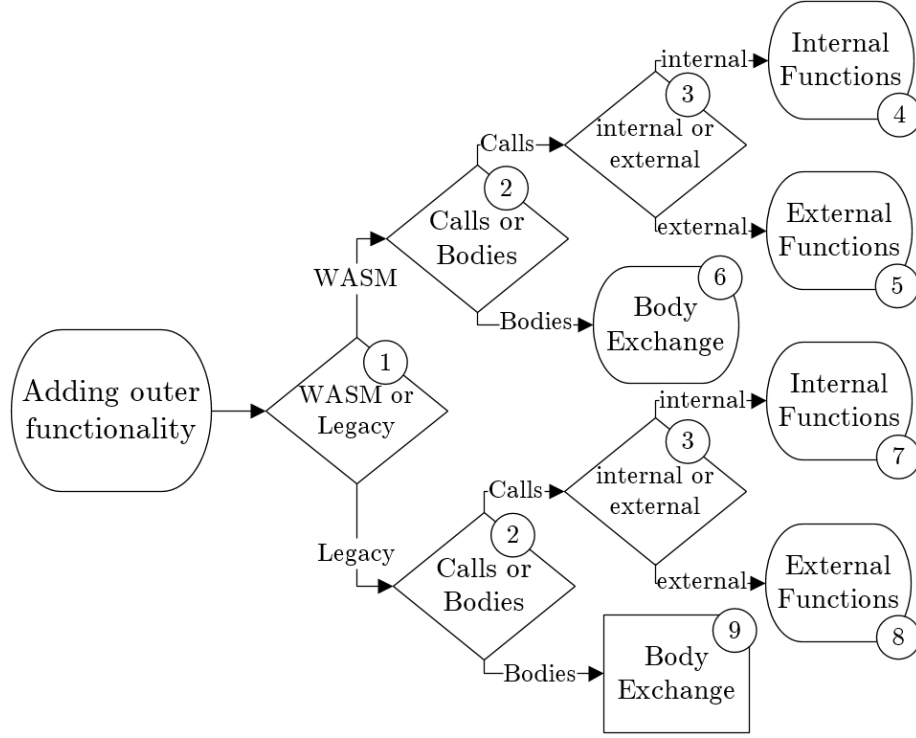 internal
Internal
Functions
4
3
internal or
external
Calls
2
Calls or
Bodies
external
External
Functions
5
WASM
6
Body
Exchange
Bodies
Adding outer
functionality
1
WASM or
Legacy
internal
Internal
Functions
7
3
internal or
external
Calls
2
Calls or
Bodies
Legacy
external
External
Functions
8
9
Body
Exchange
Bodies